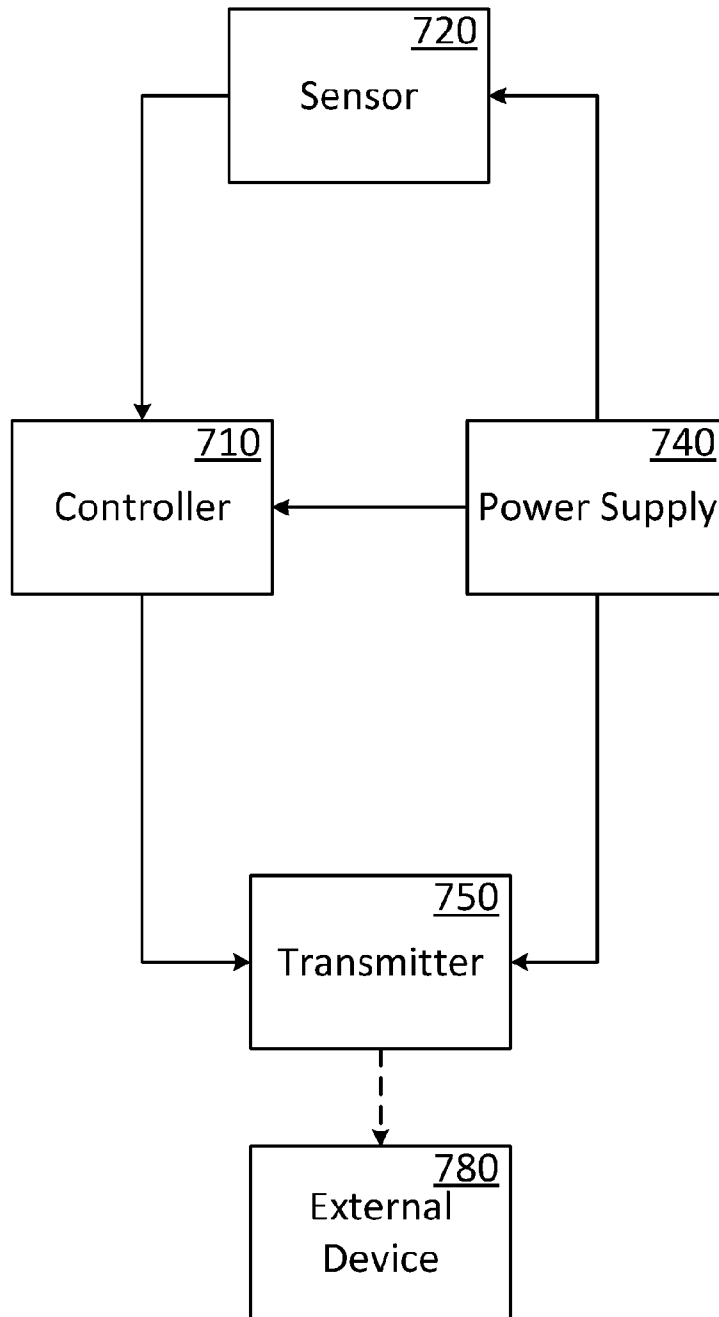 720
Sensor
710
Controller
740
Power Supply
750
Transmitter
780
External
Device